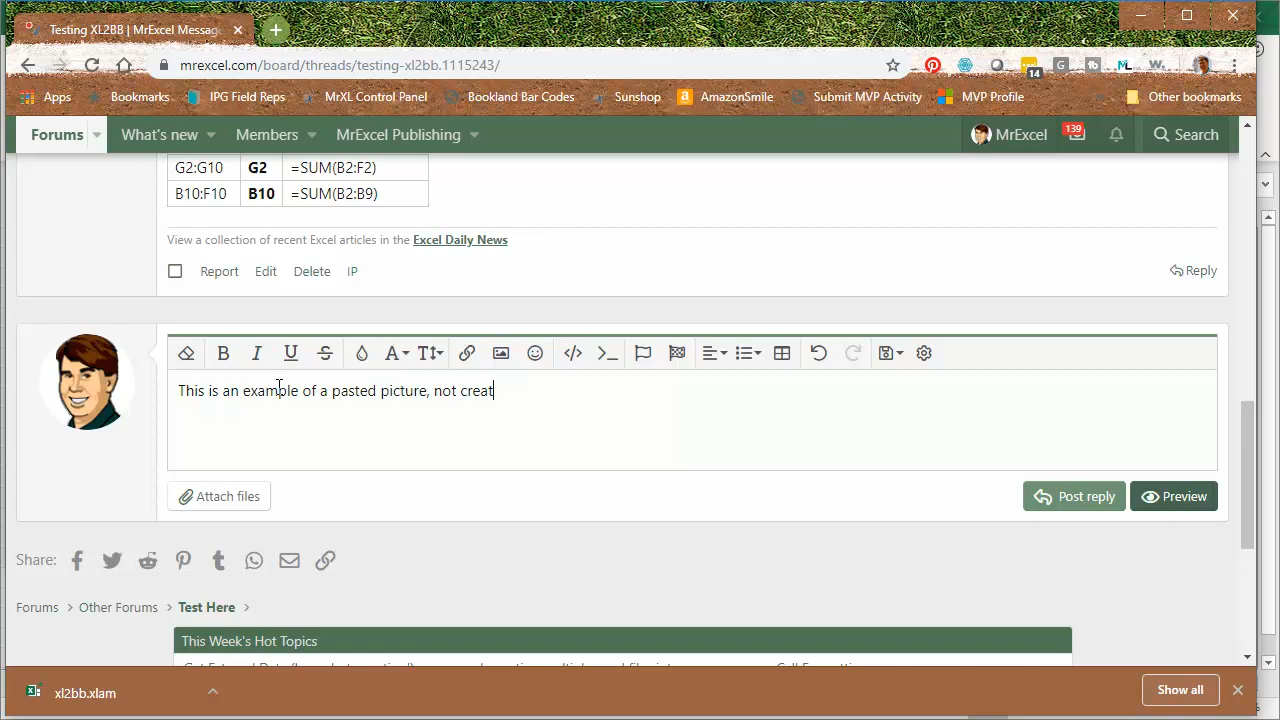 Testing XL2BB | MrExcel Messag
mrexcel.com/board/threads/testing-xl2bb.1115243/
14
Apps Bookmarks IPG Field Reps MrXL Control Panel Bookland Bar Codes Sunshop AmazonSmile Submit MVP Activity MVP Profile Other bookmarks
Forums What's new Members MrExcel Publishing MrExcel 139 Search
G2:G10 G2 =SUM(B2:F2)
B10:F10 B10 =SUM(B2:B9)
View a collection of recent Excel articles in the Excel Daily News
Report Edit Delete IP Reply
This is an example of a pasted picture, not creat
Attach files Post reply Preview
Share:
Forums > Other Forums > Test Here >
This Week's Hot Topics
xl2bb.xlam Show all